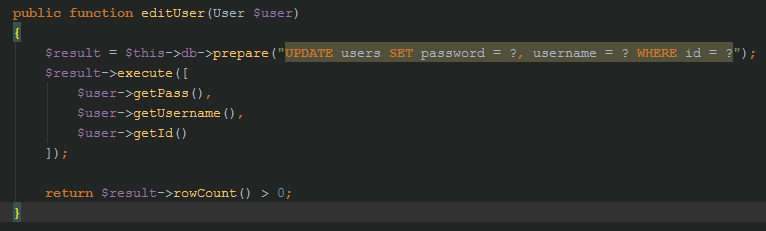 public function editUser(User $user)
{
    $result = $this->db->prepare("UPDATE users SET password = ?, username = ? WHERE id = ?");
    $result->execute([
        $user->getPass(),
        $user->getUsername(),
        $user->getId()
    ]);

    return $result->rowCount() > 0;
}